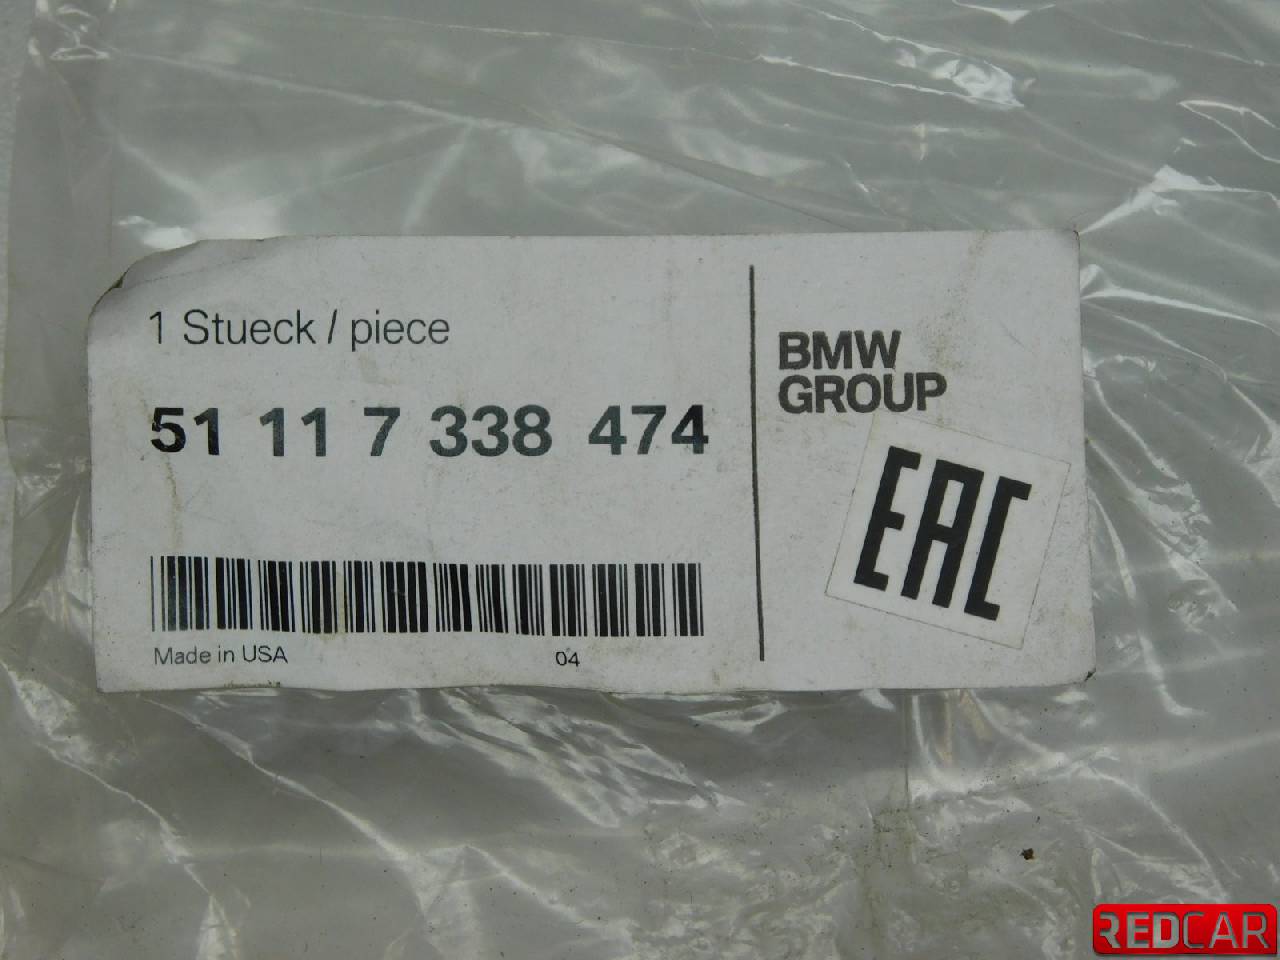 1 Stueck / piece
51 11 7 338 474
Made in USA
04
BMW
GROUP
EAC
REDCAR